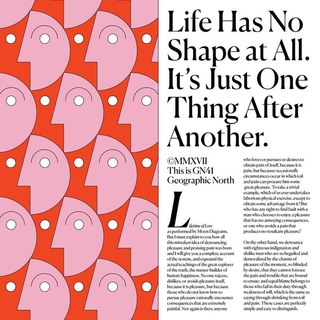 Life Has No
Shape at All.
It's Just One
Thing After
Another.
©MMXVII
This is GN41
Geographic North
Lifetime of Love
as performed by Moon Diagrams.
But I must explain to you how all
this mistaken idea of denouncing
pleasure and praising pain was born
and I will give you a complete account
of the system, and expound the
actual teachings of the great explorer
of the truth, the master-builder of
human happiness. No one rejects,
dislikes, or avoids pleasure itself,
because it is pleasure, but because
those who do not know how to
pursue pleasure rationally encounter
consequences that are extremely
painful. Nor again is there anyone
who loves or pursues or desires to
obtain pain of itself, because it is
pain, but because occasionally
circumstances occur in which toil
and pain can procure him some
great pleasure. To take a trivial
example, which of us ever undertakes
laborious physical exercise, except to
obtain some advantage from it? But
who has any right to find fault with a
man who chooses to enjoy a pleasure
that has no annoying consequences,
or one who avoids a pain that
produces no resultant pleasure?
On the other hand, we denounce
with righteous indignation and
dislike men who are so beguiled and
demoralized by the charms of
pleasure of the moment, so blinded
by desire, that they cannot foresee
the pain and trouble that are bound
to ensue; and equal blame belongs to
those who fail in their duty through
weakness of will, which is the same as
saying through shrinking from toil
and pain. These cases are perfectly
simple and easy to distinguish.